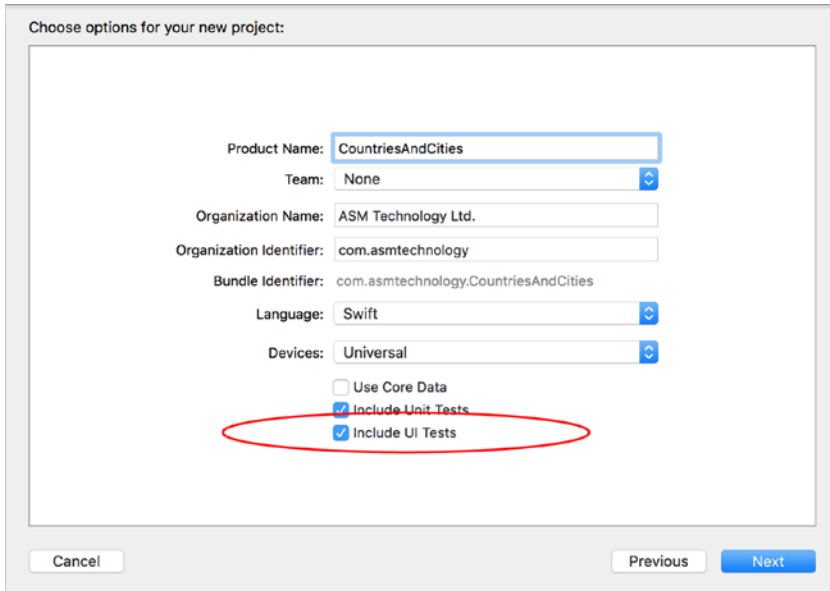 Choose options for your new project:
Product Name: CountriesAndCities
Team: None
Organization Name: ASM Technology Ltd.
Organization Identifier: com.asmtechnology
Bundle Identifier: com.asmtechnology.CountriesAndCities
Language: Swift
Devices: Universal
Use Core Data
Include Unit Tests
Include UI Tests
Cancel Previous Next